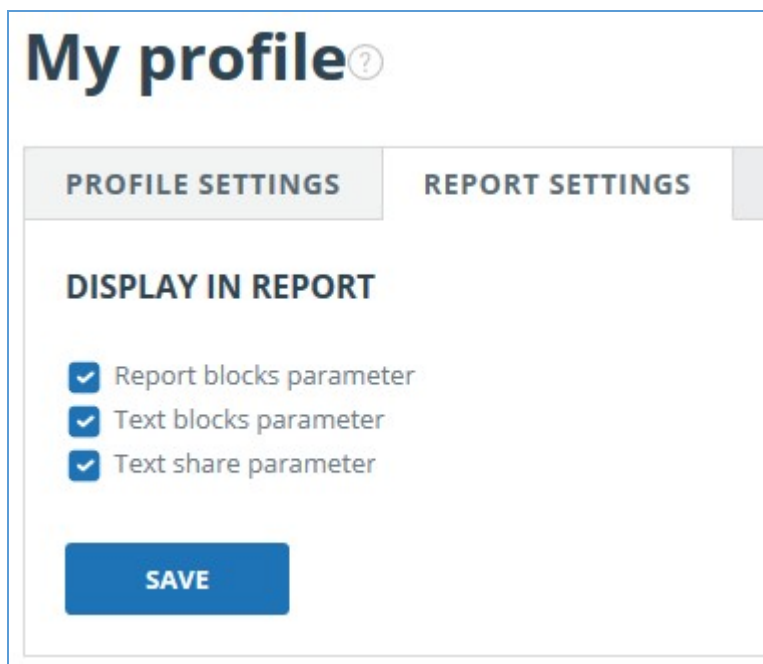 My profile ?
PROFILE SETTINGS REPORT SETTINGS
DISPLAY IN REPORT
Report blocks parameter
Text blocks parameter
Text share parameter
SAVE